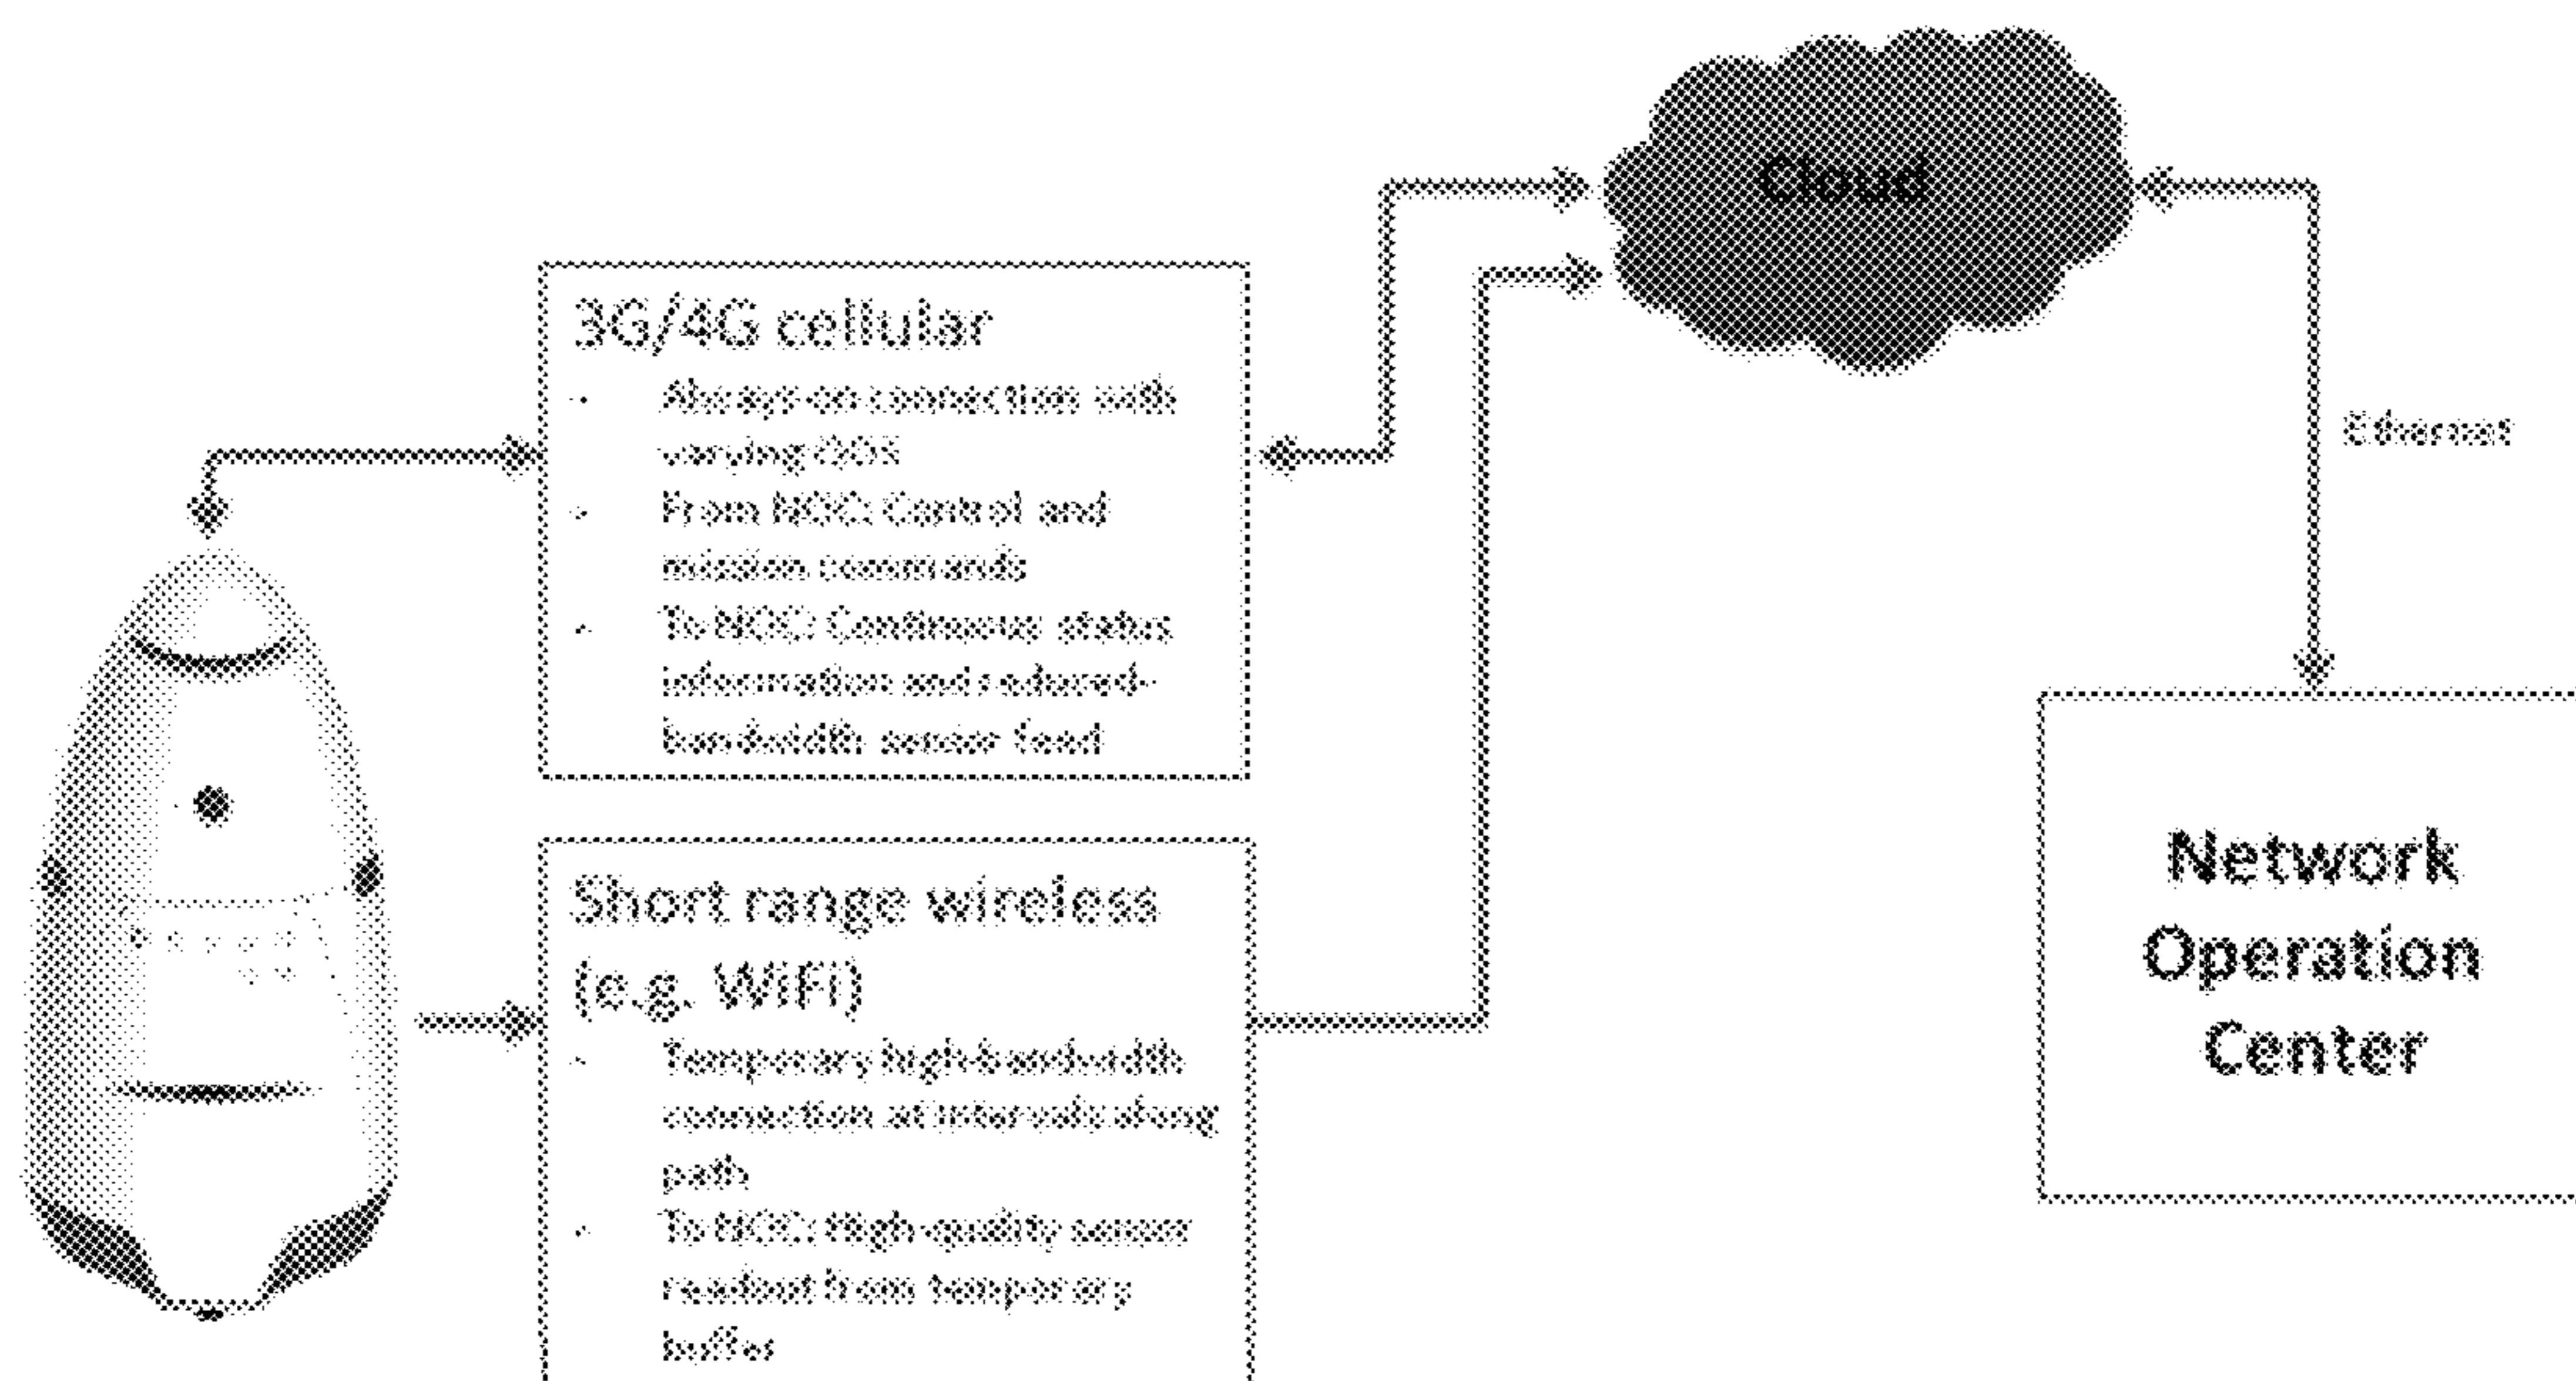 Cloud
3G/4G cellular
- Always-on connection with
varying QOS
- From NOC: Control and
mission commands
- To NOC: Continuous status
information and reduced-
bandwidth sensor feed
Ethernet
Short range wireless
(e.g. WiFi)
- Temporary high-bandwidth
connection at intervals along
path
- To NOC: High-quality sensor
readout from temporary
buffer
Network
Operation
Center